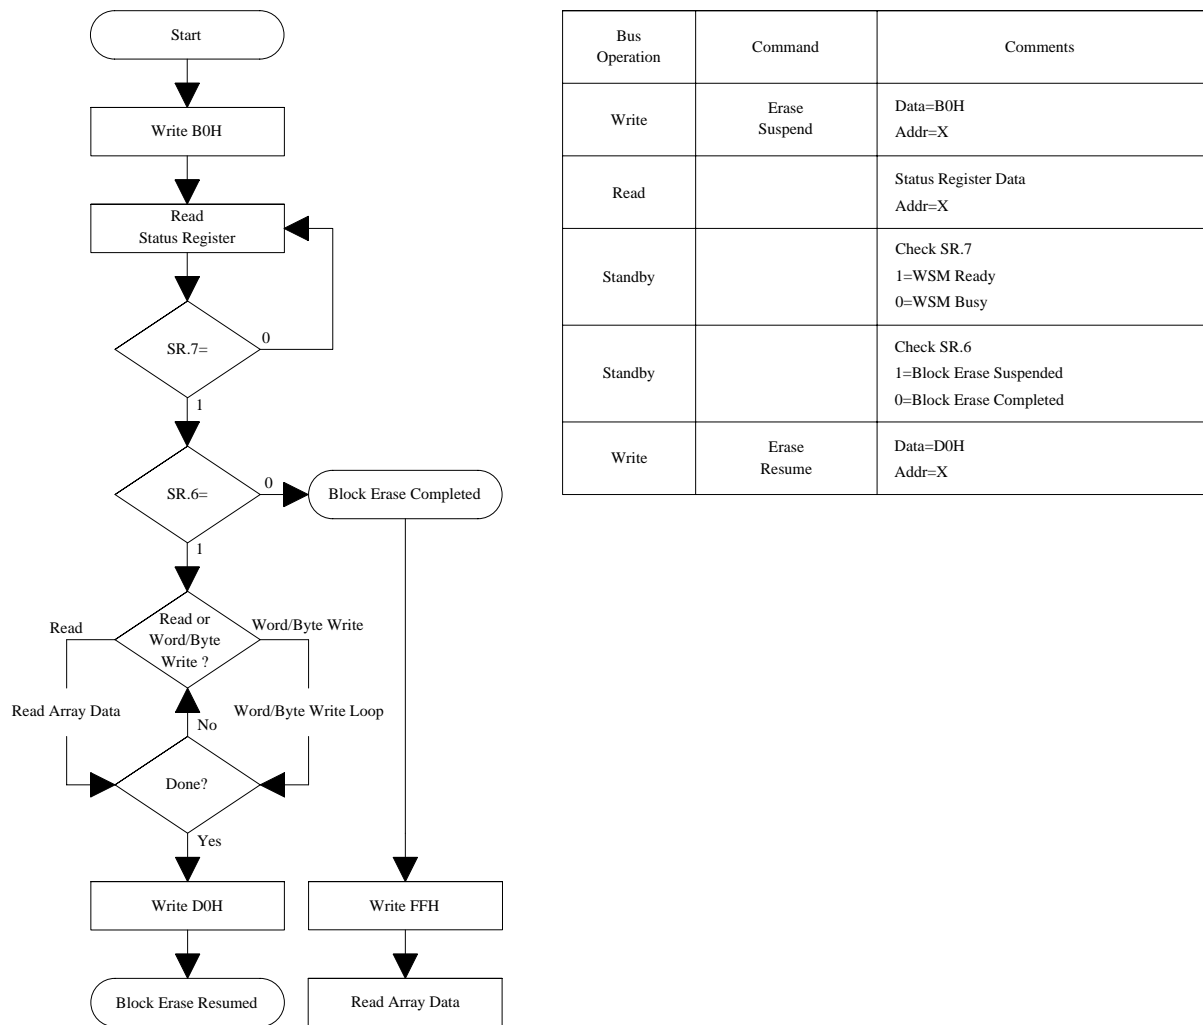 Start
Write B0H
Read
Status Register
SR.7=
0
1
SR.6=
0
Block Erase Completed
1
Read or
Word/Byte
Write ?
Read
Word/Byte Write
Read Array Data
Word/Byte Write Loop
No
Done?
Yes
Write D0H
Write FFH
Block Erase Resumed
Read Array Data
Bus
Operation
Command
Comments
Write
Erase
Suspend
Data=B0H
Addr=X
Read
Status Register Data
Addr=X
Standby
Check SR.7
1=WSM Ready
0=WSM Busy
Standby
Check SR.6
1=Block Erase Suspended
0=Block Erase Completed
Write
Erase
Resume
Data=D0H
Addr=X